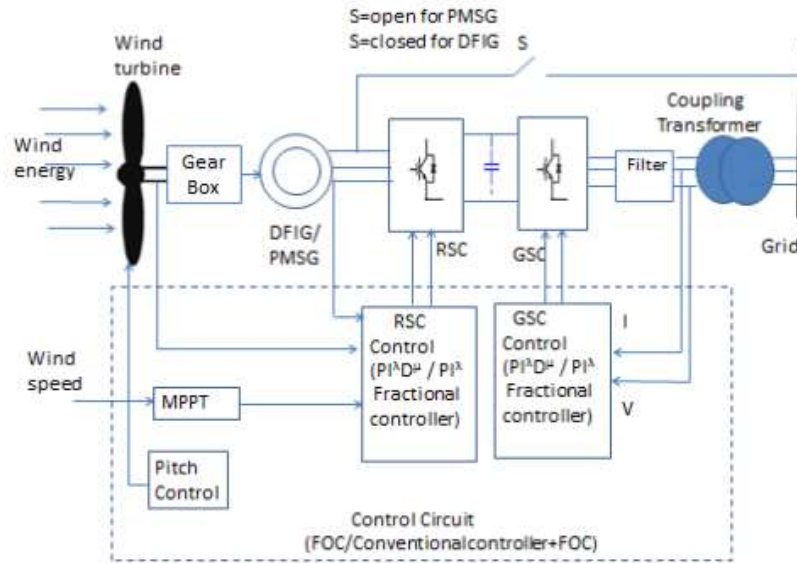 S=open for PMSG
S=closed for DFIG
S
Wind
turbine
Coupling
Transformer
Wind
energy
Gear
Box
Filter
DFIG/
PMSG
RSC
GSC
Grid
RSC
Control
(PI^λD^μ / PI^λ
Fractional
controller)
GSC
Control
(PI^λD^μ / PI^λ
Fractional
controller)
I
V
Wind
speed
MPPT
Pitch
Control
Control Circuit
(FOC/Conventionalcontroller+FOC)